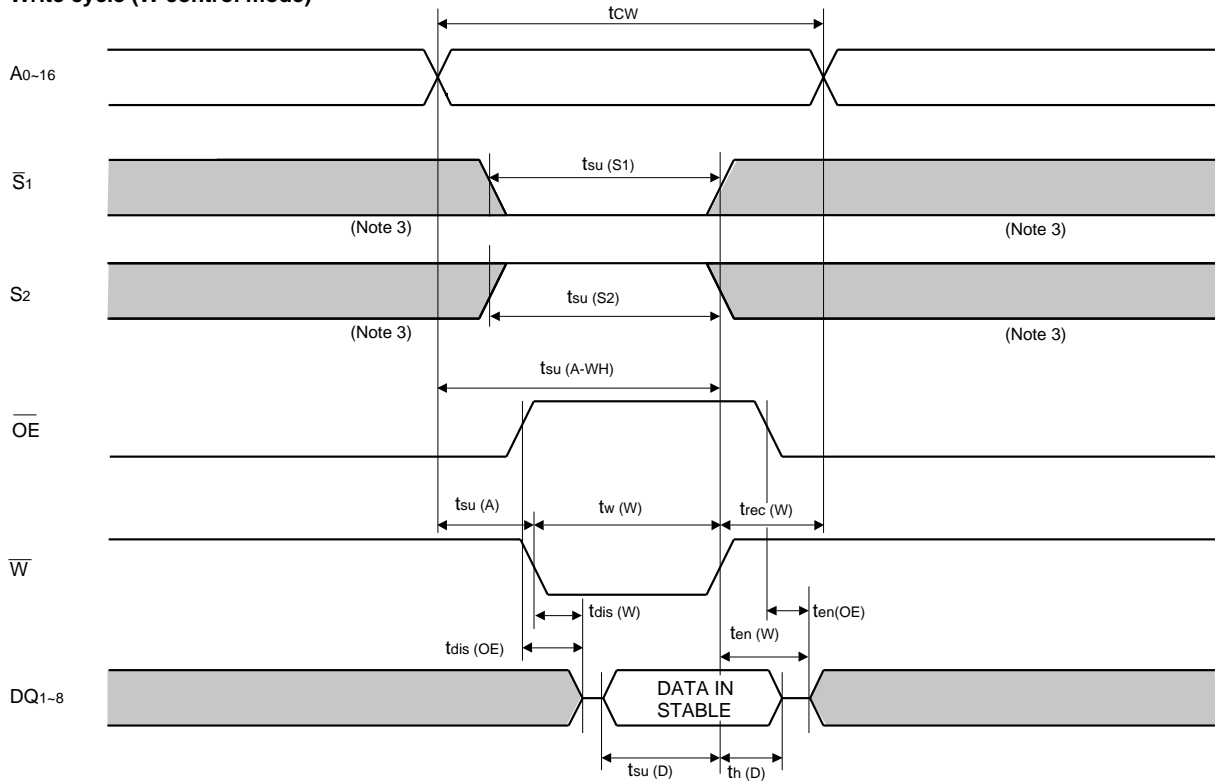 Write cycle (W control mode)
tCW
A0~16
S1
tsu (S1)
(Note 3)
(Note 3)
S2
tsu (S2)
(Note 3)
(Note 3)
tsu (A-WH)
OE
tsu (A)
tw (W)
trec (W)
W
tdis (W)
ten(OE)
ten (W)
tdis (OE)
DQ1~8
DATA IN
STABLE
tsu (D)
th (D)